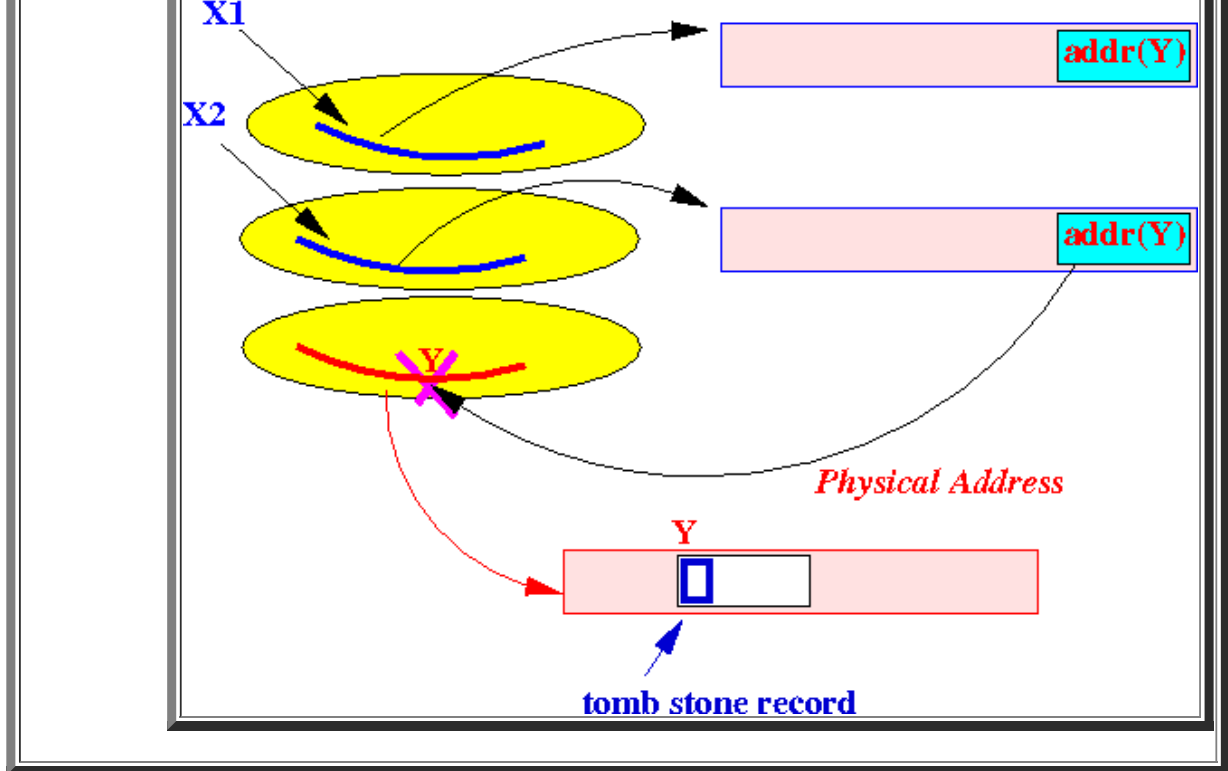 X1
addr(Y)
X2
addr(Y)
Y
Physical Address
Y
tomb stone record